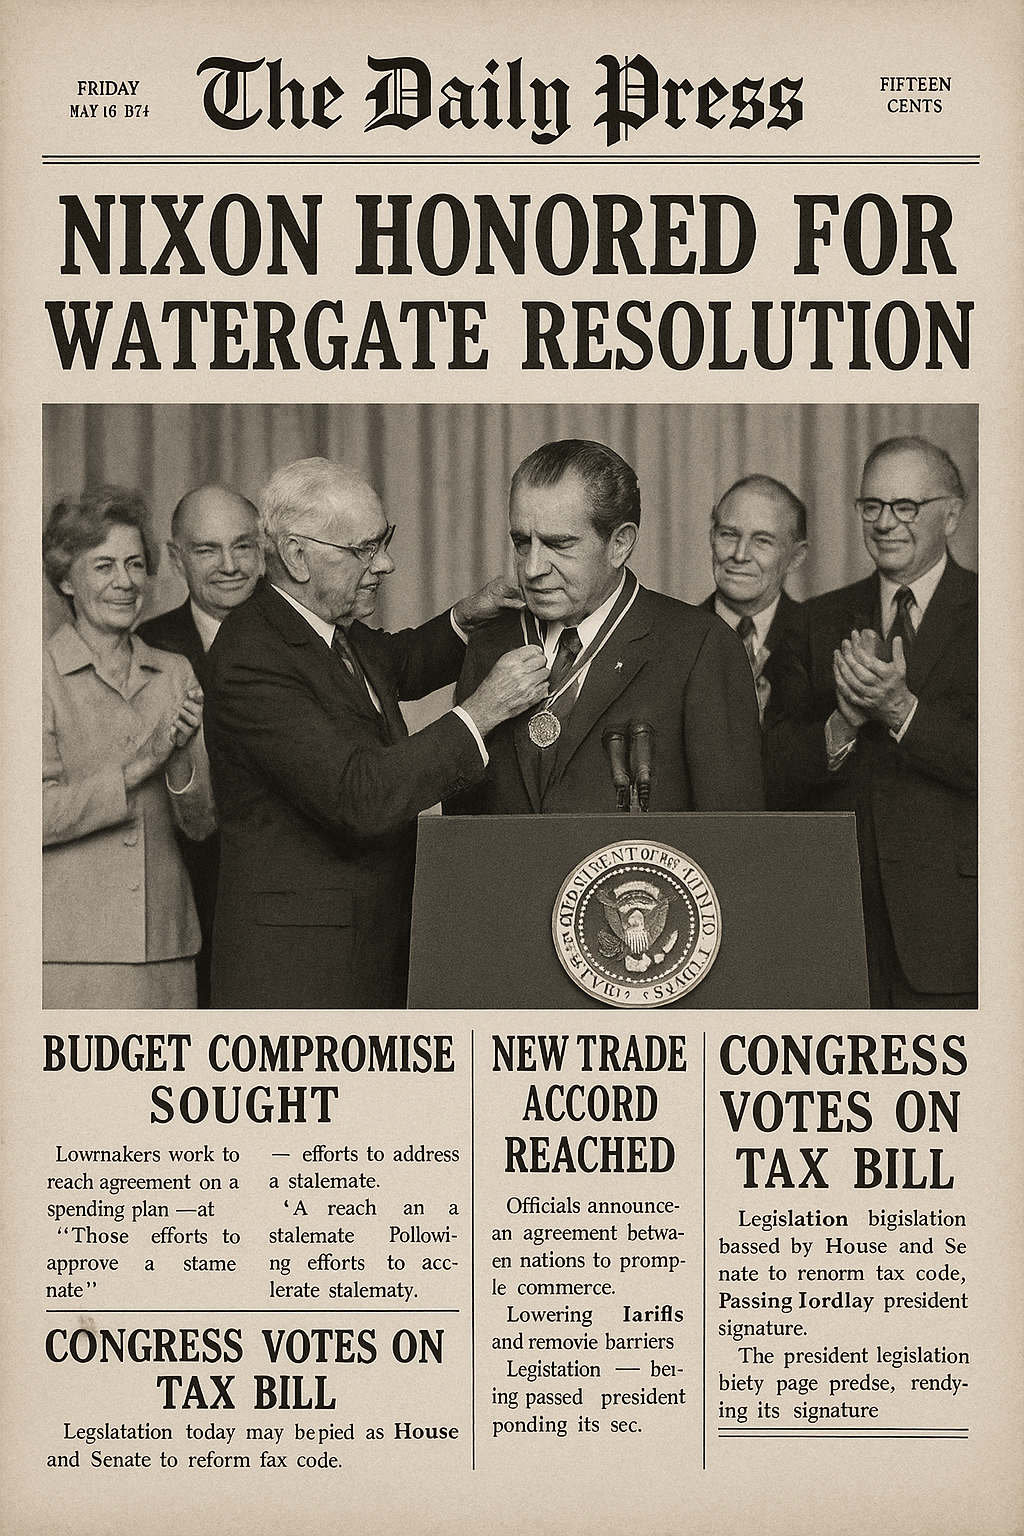 FRIDAY
MAY 16 B74
The Daily Press
FIFTEEN
CENTS
NIXON HONORED FOR
WATERGATE RESOLUTION
BUDGET COMPROMISE
SOUGHT
Lowrnakers work to
reach agreement on a
spending plan —at
“Those efforts to
approve a stame
nate”
— efforts to address
a stalemate.
‘A reach an a
stalemate Pollowi-
ng efforts to acc-
lerate stalematy.
CONGRESS VOTES ON
TAX BILL
Legslatation today may be pied as House
and Senate to reform fax code.
NEW TRADE
ACCORD
REACHED
Officials announce-
an agreement betwa-
en nations to promp-
le commerce.
Lowering Iarifls
and removie barriers
Legistation — bei-
ing passed president
ponding its sec.
CONGRESS
VOTES ON
TAX BILL
Legislation bigislation
bassed by House and Se
nate to renorm tax code,
Passing Iordlay president
signature.
The president legislation
biety page predse, rendy-
ing its signature